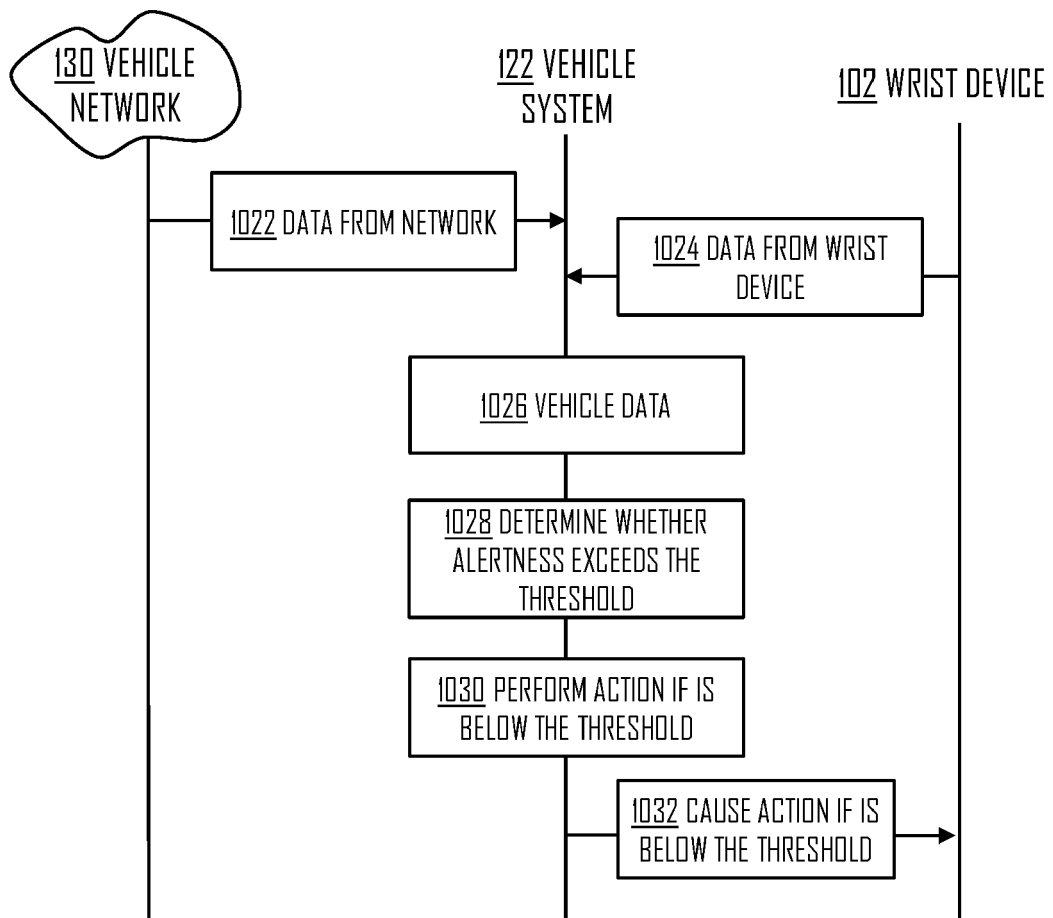 130 VEHICLE
NETWORK
122 VEHICLE
SYSTEM
102 WRIST DEVICE
1022 DATA FROM NETWORK
1024 DATA FROM WRIST
DEVICE
1026 VEHICLE DATA
1028 DETERMINE WHETHER
ALERTNESS EXCEEDS THE
THRESHOLD
1030 PERFORM ACTION IF IS
BELOW THE THRESHOLD
1032 CAUSE ACTION IF IS
BELOW THE THRESHOLD